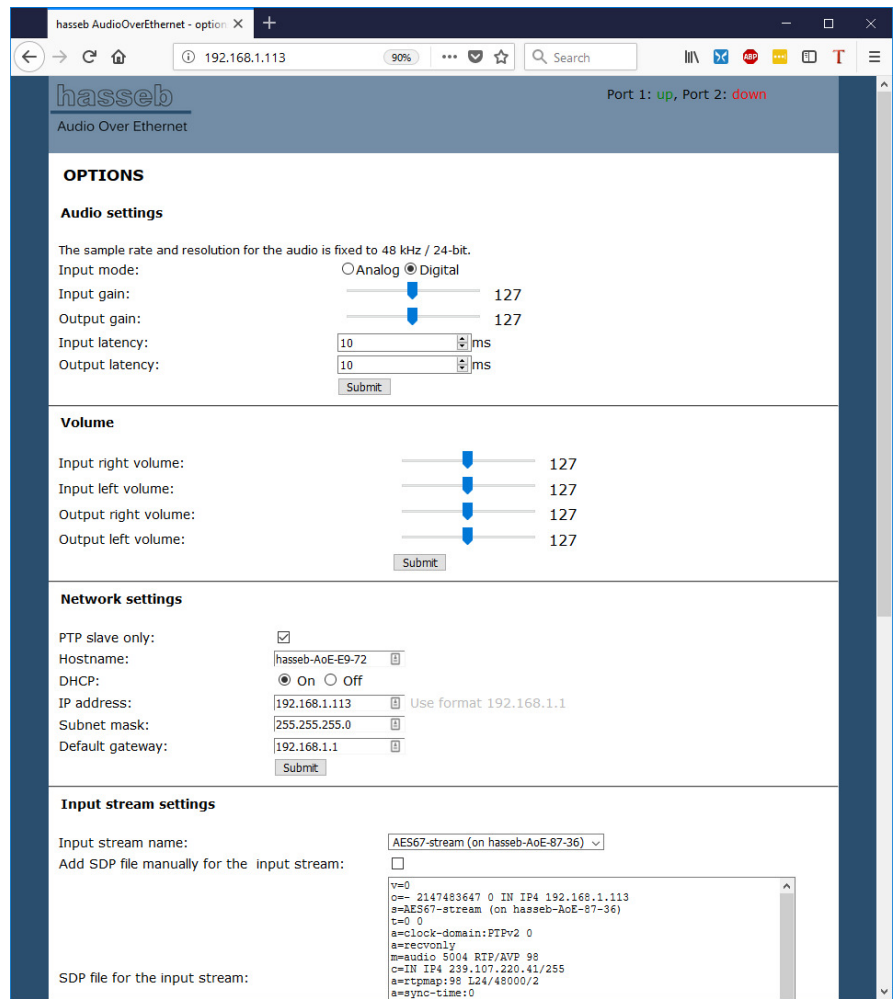 hasseb AudioOverEthernet - option
192.168.1.113
90%
Search
ABP
T
hasseb
Audio Over Ethernet
Port 1: up, Port 2: down
OPTIONS
Audio settings
The sample rate and resolution for the audio is fixed to 48 kHz / 24-bit.
Input mode: Analog Digital
Input gain: 127
Output gain: 127
Input latency: 10 ms
Output latency: 10 ms
Submit
Volume
Input right volume: 127
Input left volume: 127
Output right volume: 127
Output left volume: 127
Submit
Network settings
PTP slave only:
Hostname: hasseb-AoE-E9-72
DHCP: On Off
IP address: 192.168.1.113 Use format 192.168.1.1
Subnet mask: 255.255.255.0
Default gateway: 192.168.1.1
Submit
Input stream settings
Input stream name: AES67-stream (on hasseb-AoE-87-36)
Add SDP file manually for the input stream:
v=0
o=- 2147483647 0 IN IP4 192.168.1.113
s=AES67-stream (on hasseb-AoE-87-36)
t=0 0
a=clock-domain:PTPv2 0
a=recvonly
m=audio 5004 RTP/AVP 98
c=IN IP4 239.107.220.41/255
SDP file for the input stream: a=rtpmap:98 L24/48000/2
a=sync-time:0